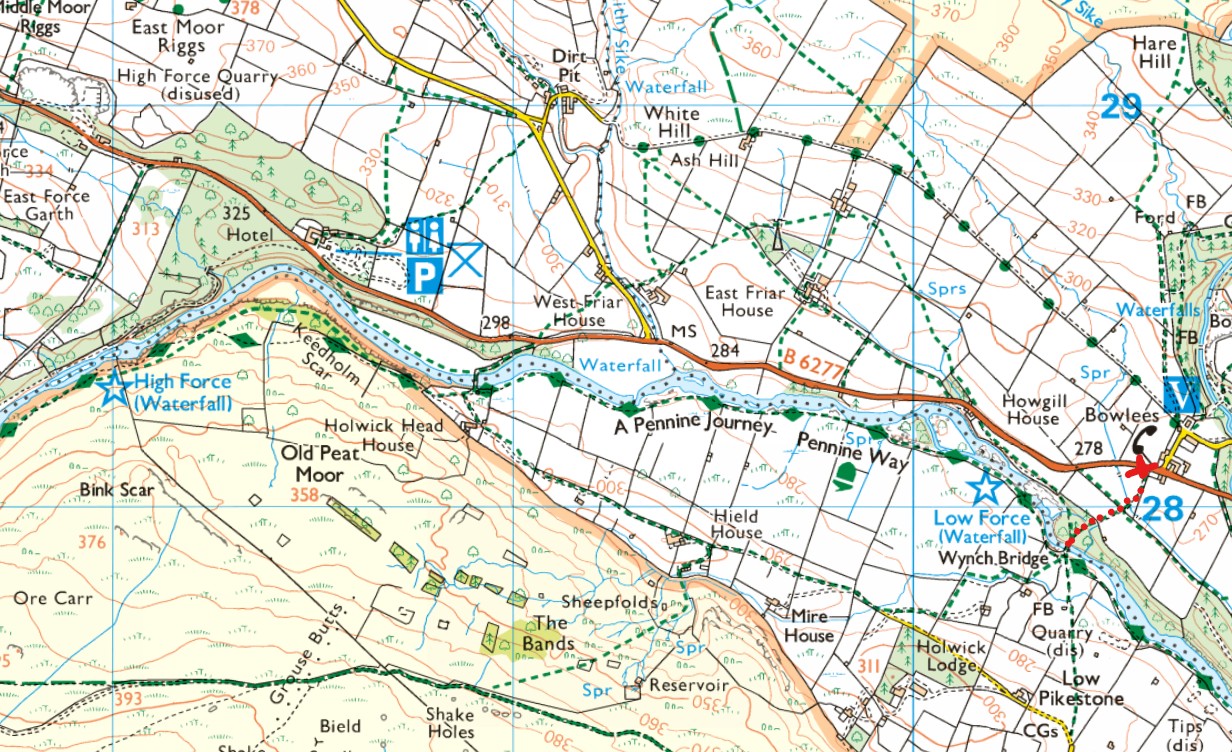 Middle Moor
Riggs
378
East Moor
Riggs
370
High Force Quarry
(disused)
360
350
Dirt
Pit
Waterfall
360
370
360
350
Hare
Hill
29
340
White
Hill
Ash Hill
334
East Force
Garth
313
325
Hotel
330
320
310
P
300
330
320
Ford
FB
300
Sprs
Waterfalls
FB
West Friar
House
East Friar
House
298
MS
284
B 6277
Waterfall
Spr
V
Keedholm
Scar
High Force
(Waterfall)
Holwick Head
House
A Pennine Journey
Pennine Way
Spr
Howgill
House
Bowlees
278
Old Peat
Moor
358
Bink Scar
376
300
280
28
270
Low Force
(Waterfall)
Wynch Bridge
Hield
House
290
Ore Carr
Sheepfolds
The
Bands
300
Mire
House
FB
Quarry
(dis)
280
Holwick
Lodge
311
Spr
Spr
Reservoir
350
360
380
Low
Pikestone
300
CGs
Tips
(dis)
Grouse Butts
393
Bield
Shake
Holes